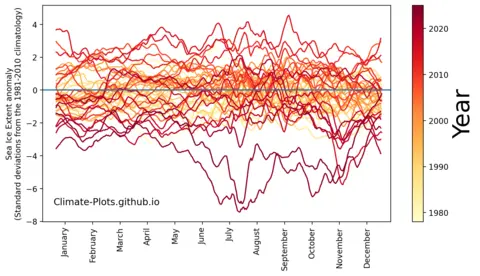 Sea Ice Extent anomaly
(Standard deviations from the 1981-2010 climatology)
4
2
0
−2
−4
−6
−8
Climate-Plots.github.io
January
February
March
April
May
June
July
August
September
October
November
December
2020
2010
2000
1990
1980
Year